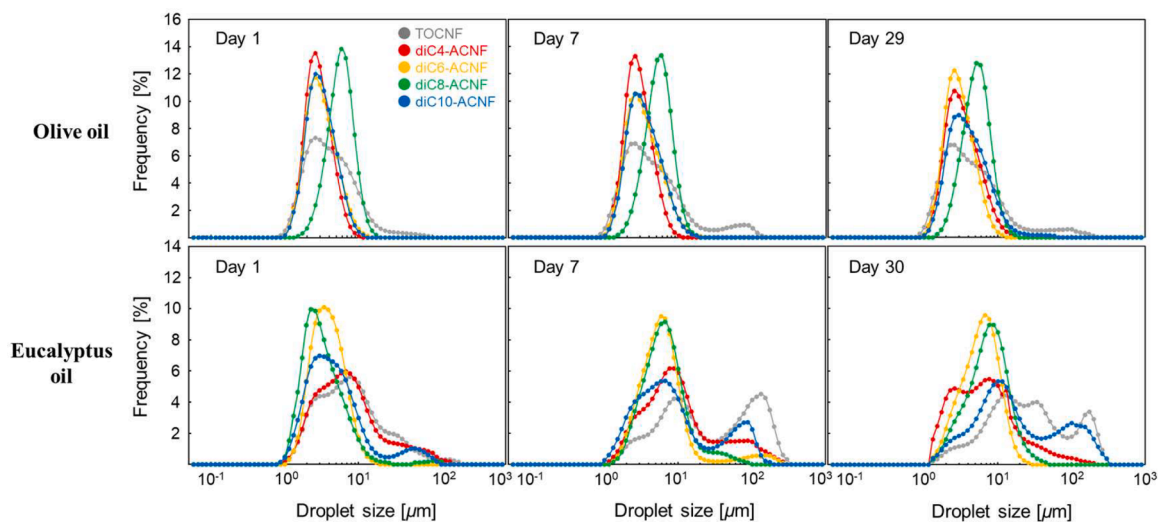 16
14
12
10
8
6
4
2
Frequency [%]
Olive oil
Day 1
TOCNF
diC4-ACNF
diC6-ACNF
diC8-ACNF
diC10-ACNF
Day 7
Day 29
14
12
10
8
6
4
2
Frequency [%]
Eucalyptus
oil
Day 1
Day 7
Day 30
10-1 100 101 102 103
10-1 100 101 102 103
10-1 100 101 102 103
Droplet size [µm] Droplet size [µm] Droplet size [µm]